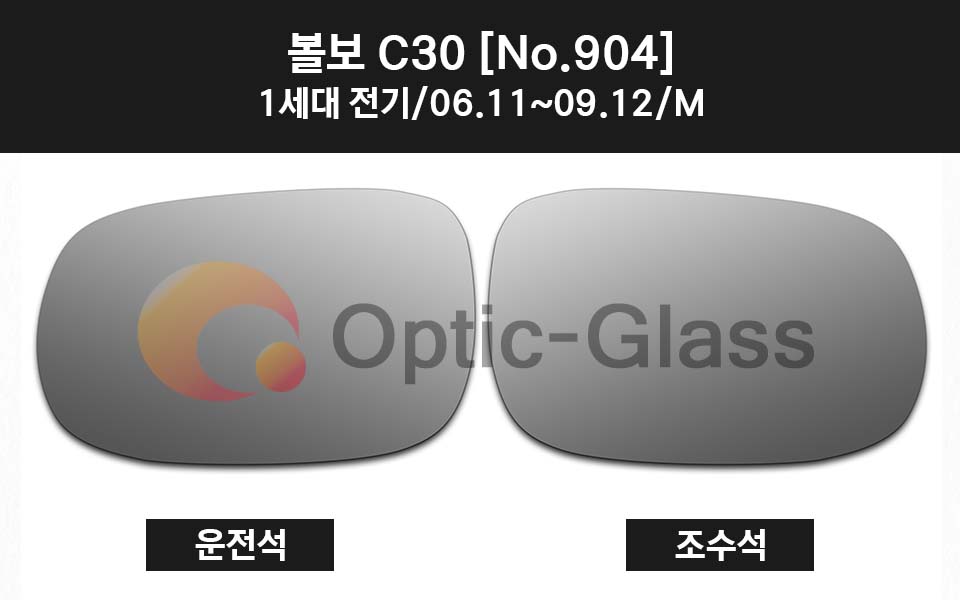 볼보 C30 [No.904]
1세대 전기/06.11~09.12/M
Optic-Glass
운전석
조수석